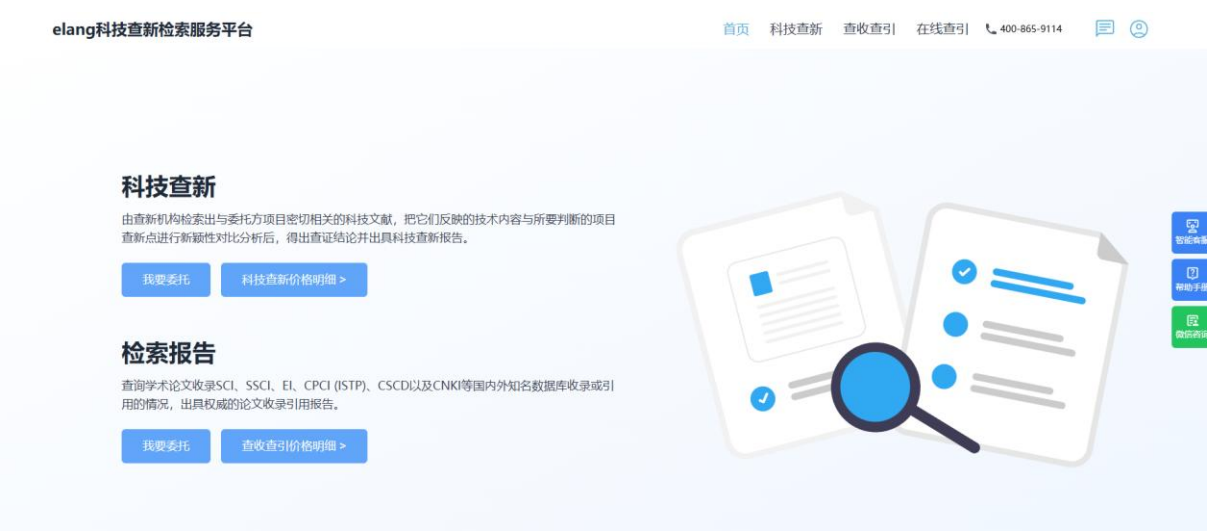 elang科技查新检索服务平台
首页 科技查新 查收查引 在线查引 400-865-9114
科技查新
由查新机构检索出与委托方项目密切相关的科技文献，把它们反映的技术内容与所要判断的项目
查新点进行新颖性对比分析后，得出查证结论并出具科技查新报告。
我要委托 科技查新价格明细 >
智能客服
帮助手册
微信咨询
检索报告
查询学术论文收录SCI、SSCI、EI、CPCI (ISTP)、CSCD以及CNKI等国内外知名数据库收录或引
用的情况，出具权威的论文收录引用报告。
我要委托 查收查引价格明细 >